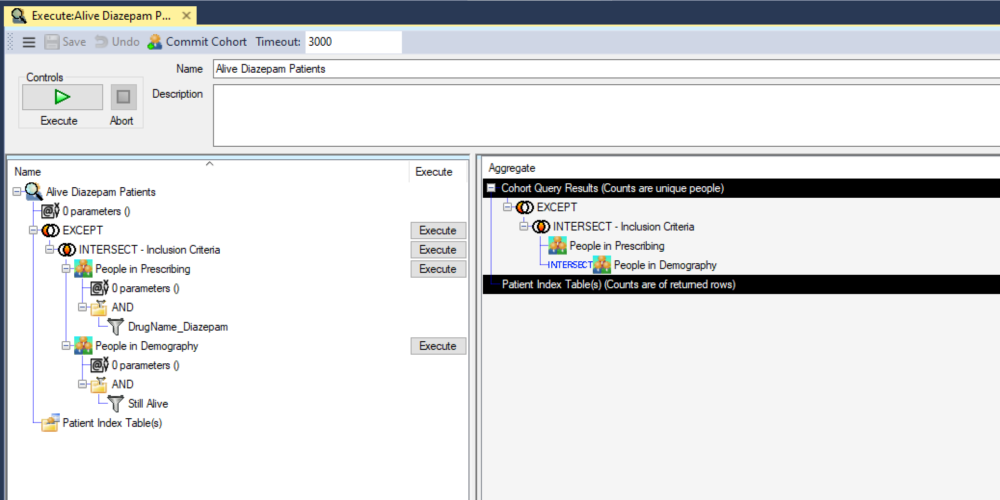 Execute:Alive Diazepam P...
Save Undo Commit Cohort Timeout: 3000
Name Alive Diazepam Patients
Controls
Description
Execute Abort
Name Execute
Alive Diazepam Patients
0 parameters ()
EXCEPT Execute
INTERSECT - Inclusion Criteria Execute
People in Prescribing Execute
0 parameters ()
AND
DrugName_Diazepam
People in Demography Execute
0 parameters ()
AND
Still Alive
Patient Index Table(s)
Aggregate
Cohort Query Results (Counts are unique people)
EXCEPT
INTERSECT - Inclusion Criteria
People in Prescribing
INTERSECT People in Demography
Patient Index Table(s) (Counts are of returned rows)